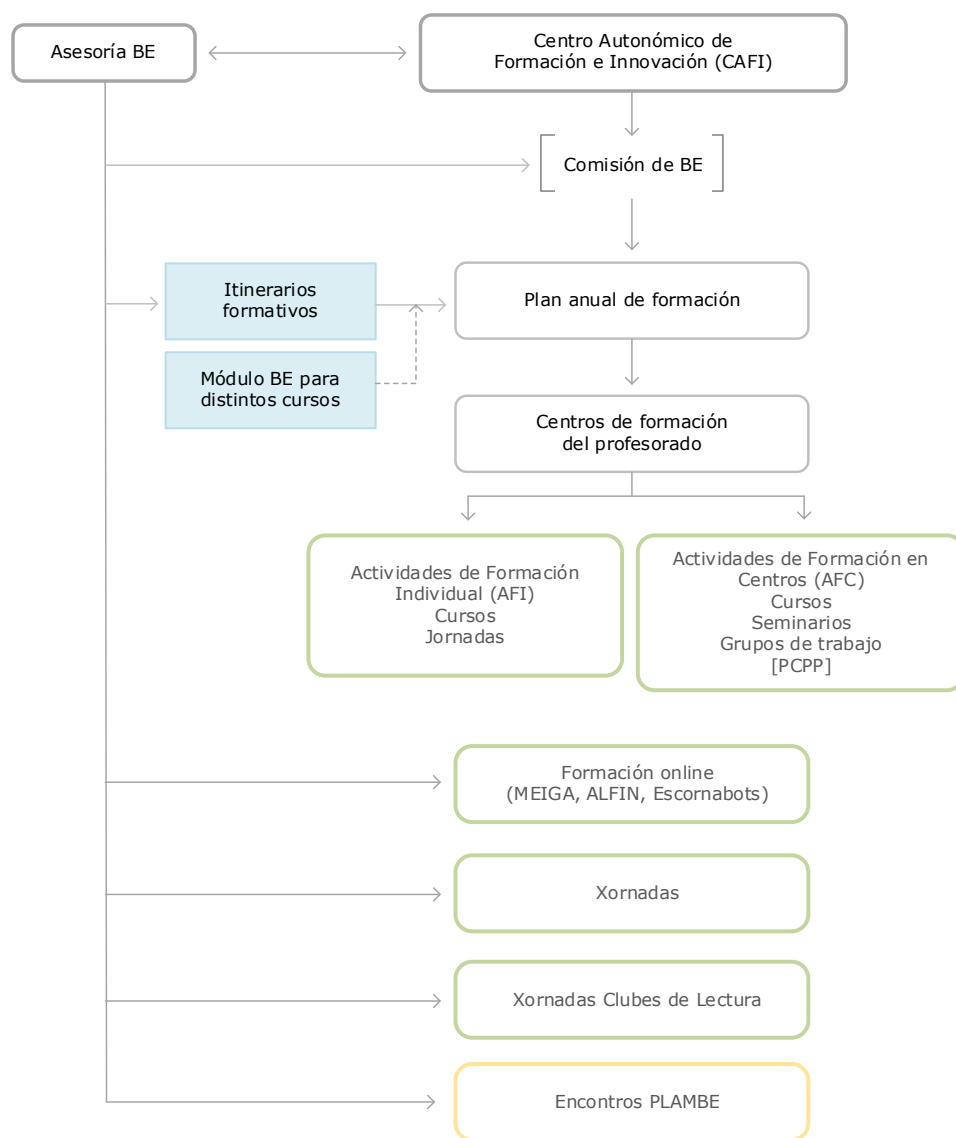 Asesoría BE
Centro Autonómico de
Formación e Innovación (CAFI)
Comisión de BE
Itinerarios
formativos
Plan anual de formación
Módulo BE para
distintos cursos
Centros de formación
del profesorado
Actividades de Formación
Individual (AFI)
Cursos
Jornadas
Actividades de Formación en
Centros (AFC)
Cursos
Seminarios
Grupos de trabajo
[PCPP]
Formación online
(MEIGA, ALFIN, Escornabots)
Xornadas
Xornadas Clubes de Lectura
Encontros PLAMBE